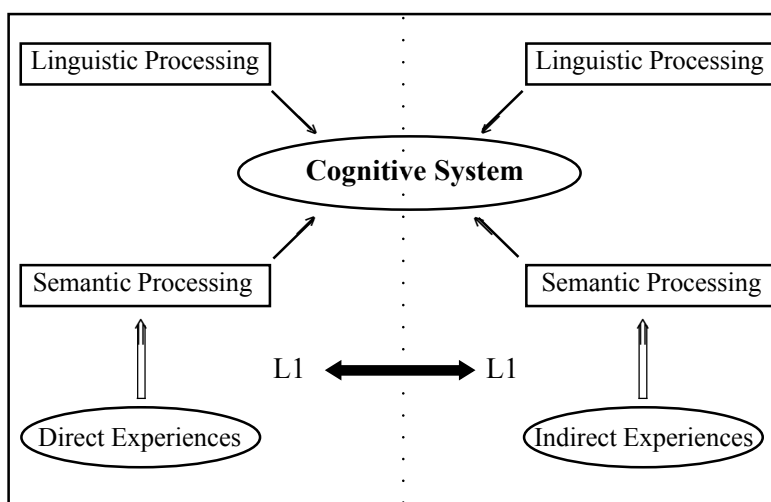 Linguistic Processing
Linguistic Processing
Cognitive System
Semantic Processing
Semantic Processing
L1
L1
Direct Experiences
Indirect Experiences